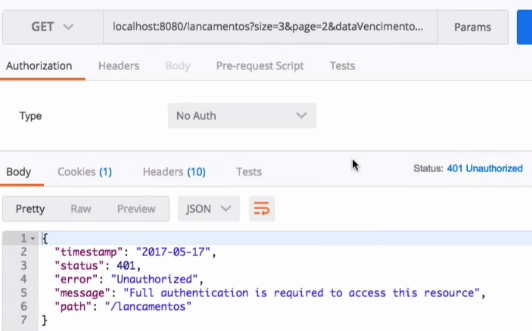 GET localhost:8080/lancamentos?size=3&page=2&dataVencimento... Params
Authorization Headers Body Pre-request Script Tests
Type No Auth
Body Cookies (1) Headers (10) Tests Status: 401 Unauthorized
Pretty Raw Preview JSON
1 {
2 "timestamp": "2017-05-17",
3 "status": 401,
4 "error": "Unauthorized",
5 "message": "Full authentication is required to access this resource",
6 "path": "/lancamentos"
7 }